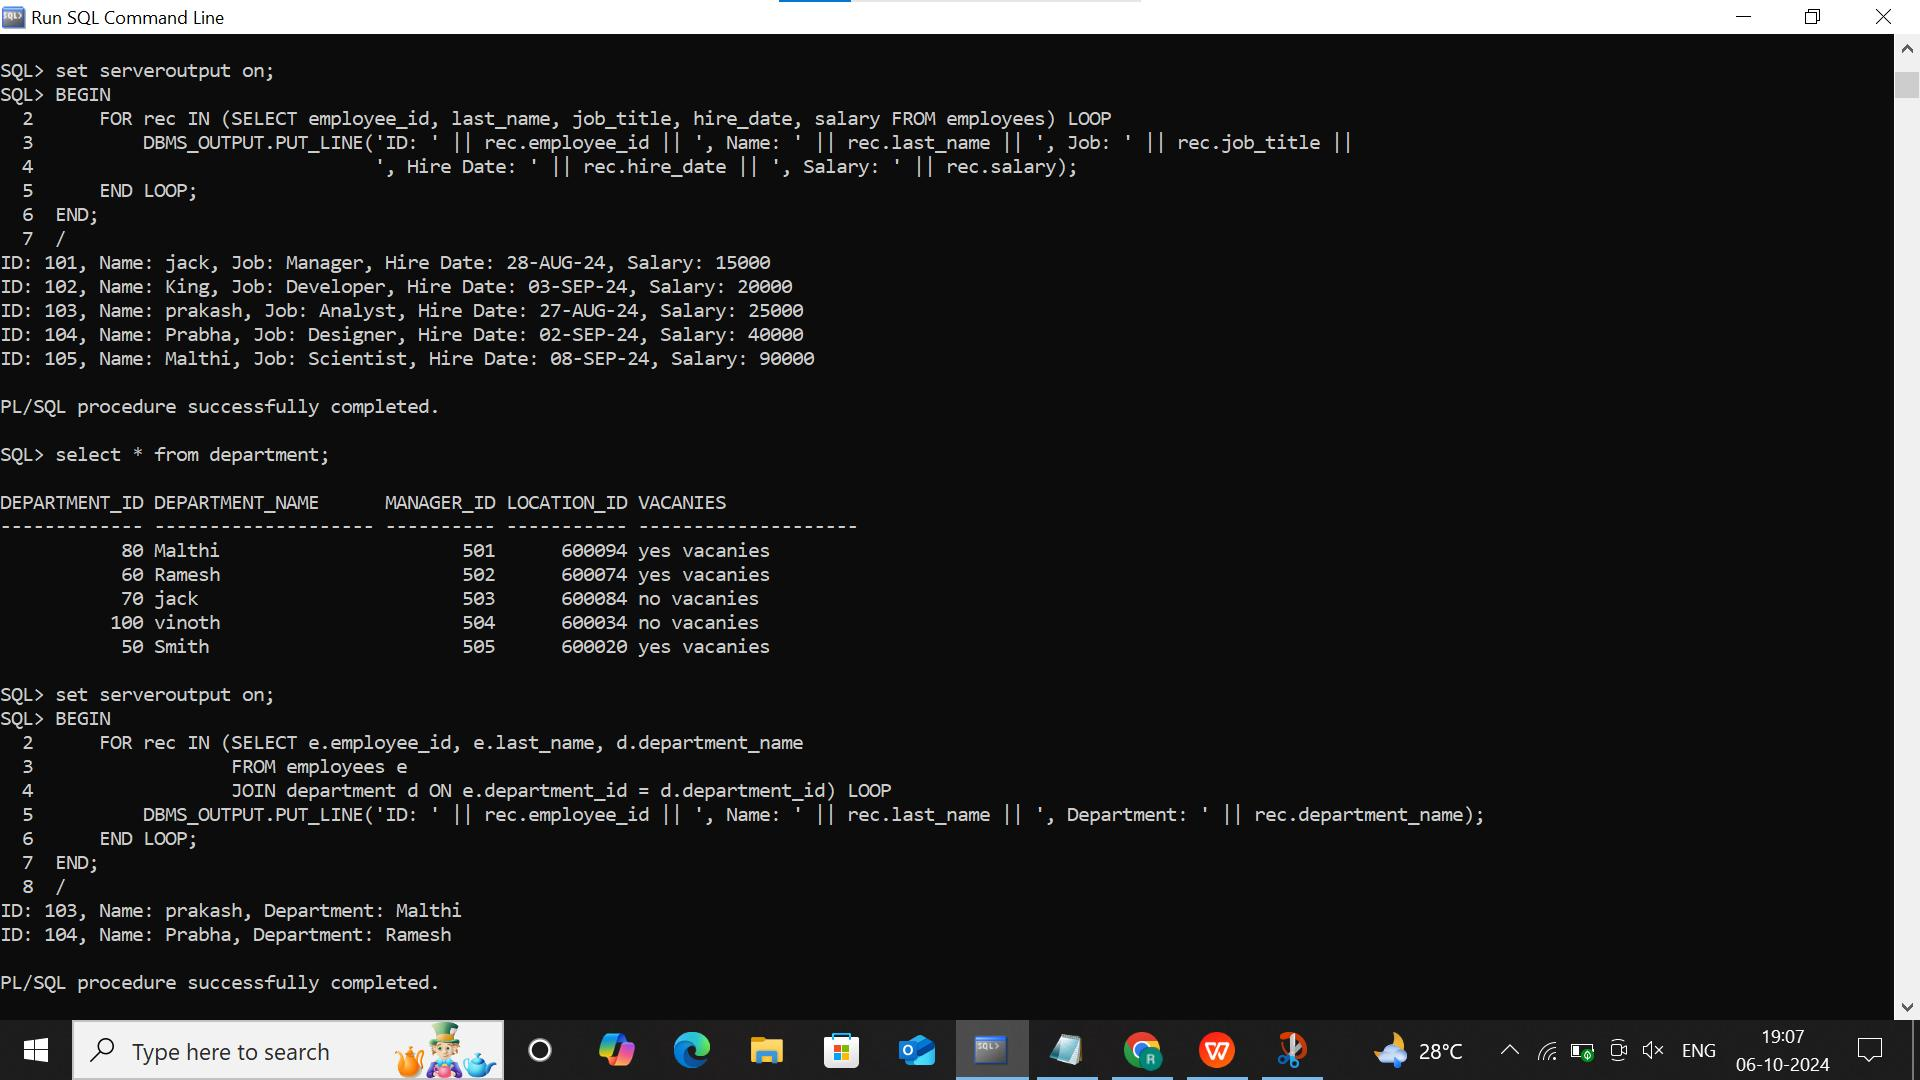 Run SQL Command Line
SQL> set serveroutput on;
SQL> BEGIN
  2      FOR rec IN (SELECT employee_id, last_name, job_title, hire_date, salary FROM employees) LOOP
  3          DBMS_OUTPUT.PUT_LINE('ID: ' || rec.employee_id || ', Name: ' || rec.last_name || ', Job: ' || rec.job_title ||
  4                               ', Hire Date: ' || rec.hire_date || ', Salary: ' || rec.salary);
  5      END LOOP;
  6  END;
  7  /
ID: 101, Name: jack, Job: Manager, Hire Date: 28-AUG-24, Salary: 15000
ID: 102, Name: King, Job: Developer, Hire Date: 03-SEP-24, Salary: 20000
ID: 103, Name: prakash, Job: Analyst, Hire Date: 27-AUG-24, Salary: 25000
ID: 104, Name: Prabha, Job: Designer, Hire Date: 02-SEP-24, Salary: 40000
ID: 105, Name: Malthi, Job: Scientist, Hire Date: 08-SEP-24, Salary: 90000
PL/SQL procedure successfully completed.
SQL> select * from department;
DEPARTMENT_ID DEPARTMENT_NAME      MANAGER_ID LOCATION_ID VACANIES
------------- -------------------- ---------- ----------- --------------------
           80 Malthi                      501      600094 yes vacanies
           60 Ramesh                      502      600074 yes vacanies
           70 jack                        503      600084 no vacanies
          100 vinoth                      504      600034 no vacanies
           50 Smith                       505      600020 yes vacanies
SQL> set serveroutput on;
SQL> BEGIN
  2      FOR rec IN (SELECT e.employee_id, e.last_name, d.department_name
  3                  FROM employees e
  4                  JOIN department d ON e.department_id = d.department_id) LOOP
  5          DBMS_OUTPUT.PUT_LINE('ID: ' || rec.employee_id || ', Name: ' || rec.last_name || ', Department: ' || rec.department_name);
  6      END LOOP;
  7  END;
  8  /
ID: 103, Name: prakash, Department: Malthi
ID: 104, Name: Prabha, Department: Ramesh
PL/SQL procedure successfully completed.
Type here to search
28°C
ENG
19:07
06-10-2024